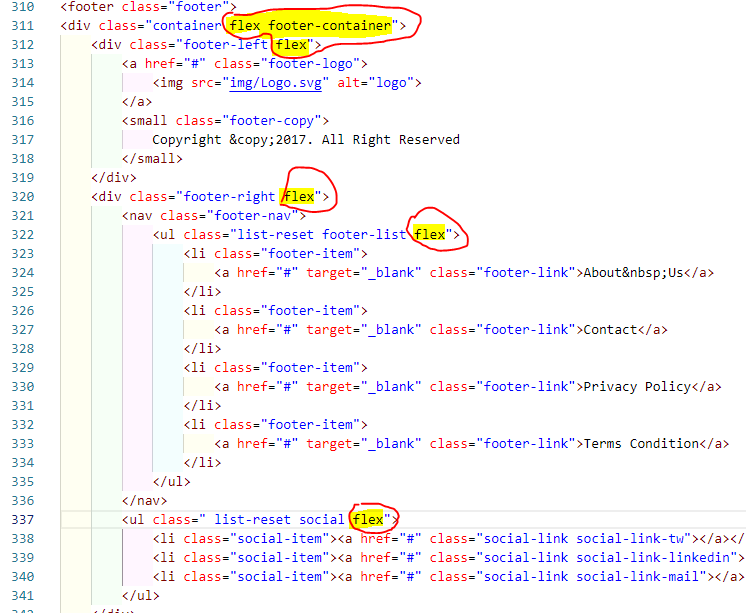 310 <footer class="footer">
311 <div class="container flex footer-container">
312 <div class="footer-left flex">
313 <a href="#" class="footer-logo">
314 <img src="img/Logo.svg" alt="logo">
315 </a>
316 <small class="footer-copy">
317 Copyright &copy;2017. All Right Reserved
318 </small>
319 </div>
320 <div class="footer-right flex">
321 <nav class="footer-nav">
322 <ul class="list-reset footer-list flex">
323 <li class="footer-item">
324 <a href="#" target="_blank" class="footer-link">About&nbsp;Us</a>
325 </li>
326 <li class="footer-item">
327 <a href="#" target="_blank" class="footer-link">Contact</a>
328 </li>
329 <li class="footer-item">
330 <a href="#" target="_blank" class="footer-link">Privacy Policy</a>
331 </li>
332 <li class="footer-item">
333 <a href="#" target="_blank" class="footer-link">Terms Condition</a>
334 </li>
335 </ul>
336 </nav>
337 <ul class=" list-reset social flex">
338 <li class="social-item"><a href="#" class="social-link social-link-tw"></a></
339 <li class="social-item"><a href="#" class="social-link social-link-linkedin">
340 <li class="social-item"><a href="#" class="social-link social-link-mail"></a>
341 </ul>